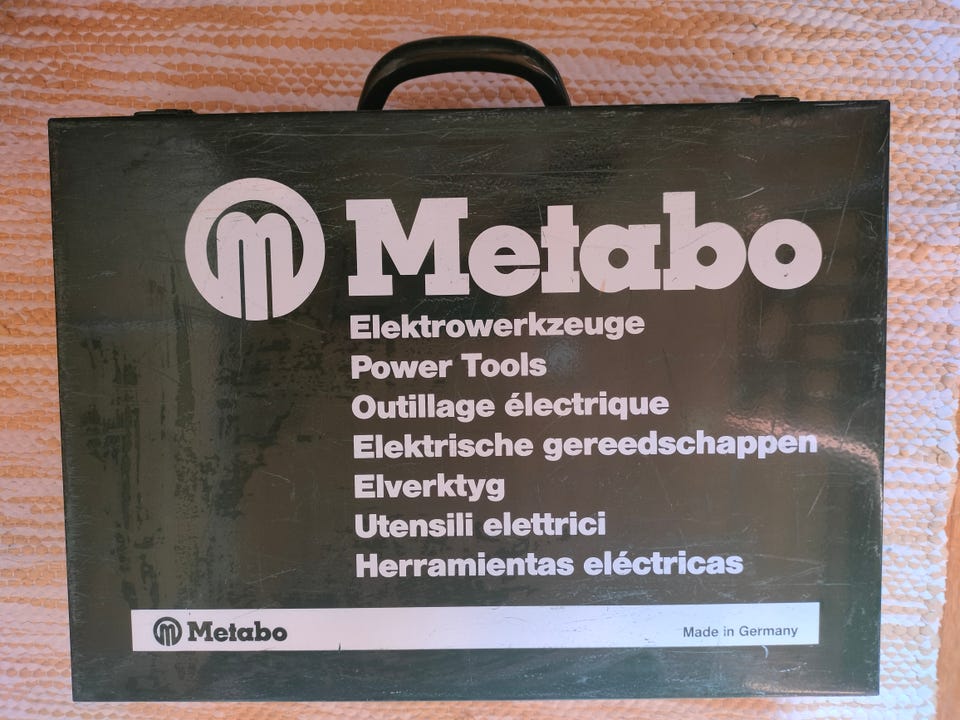 Metabo
Elektrowerkzeuge
Power Tools
Outillage électrique
Elektrische gereedschappen
Elverktyg
Utensili elettrici
Herramientas eléctricas
Metabo Made in Germany